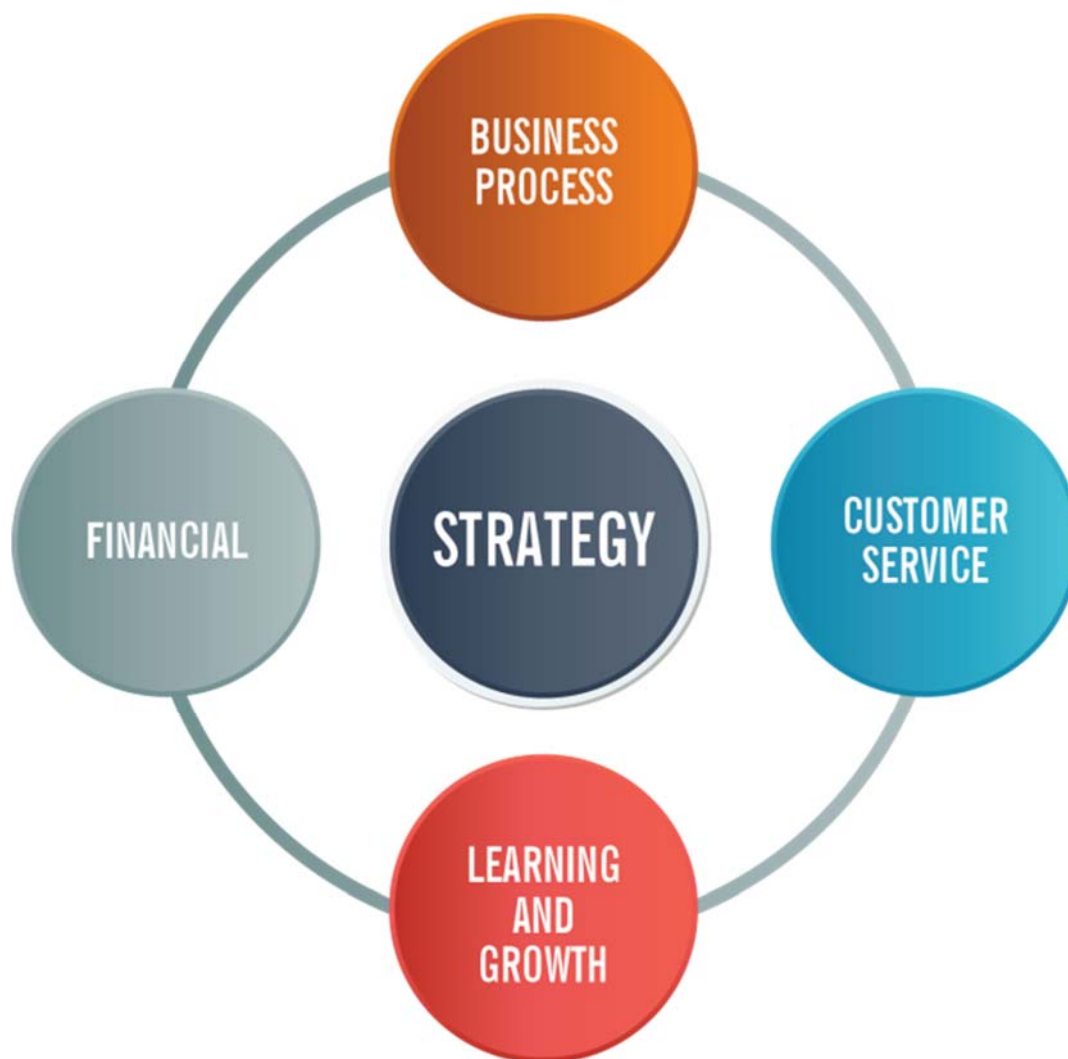 BUSINESS
PROCESS
FINANCIAL
STRATEGY
CUSTOMER
SERVICE
LEARNING
AND
GROWTH